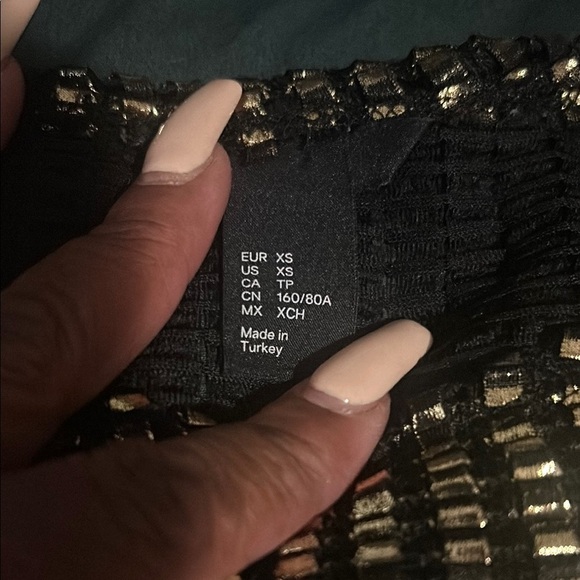 EUR XS
US XS
CA TP
CN 160/80A
MX XCH
Made in
Turkey